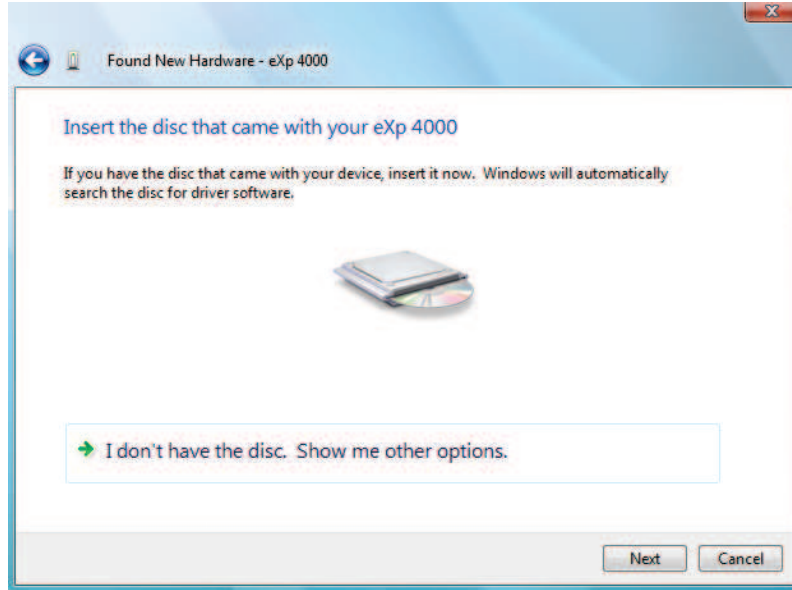 Found New Hardware - eXp 4000
Insert the disc that came with your eXp 4000
If you have the disc that came with your device, insert it now.  Windows will automatically
search the disc for driver software.
I don't have the disc.  Show me other options.
Next
Cancel